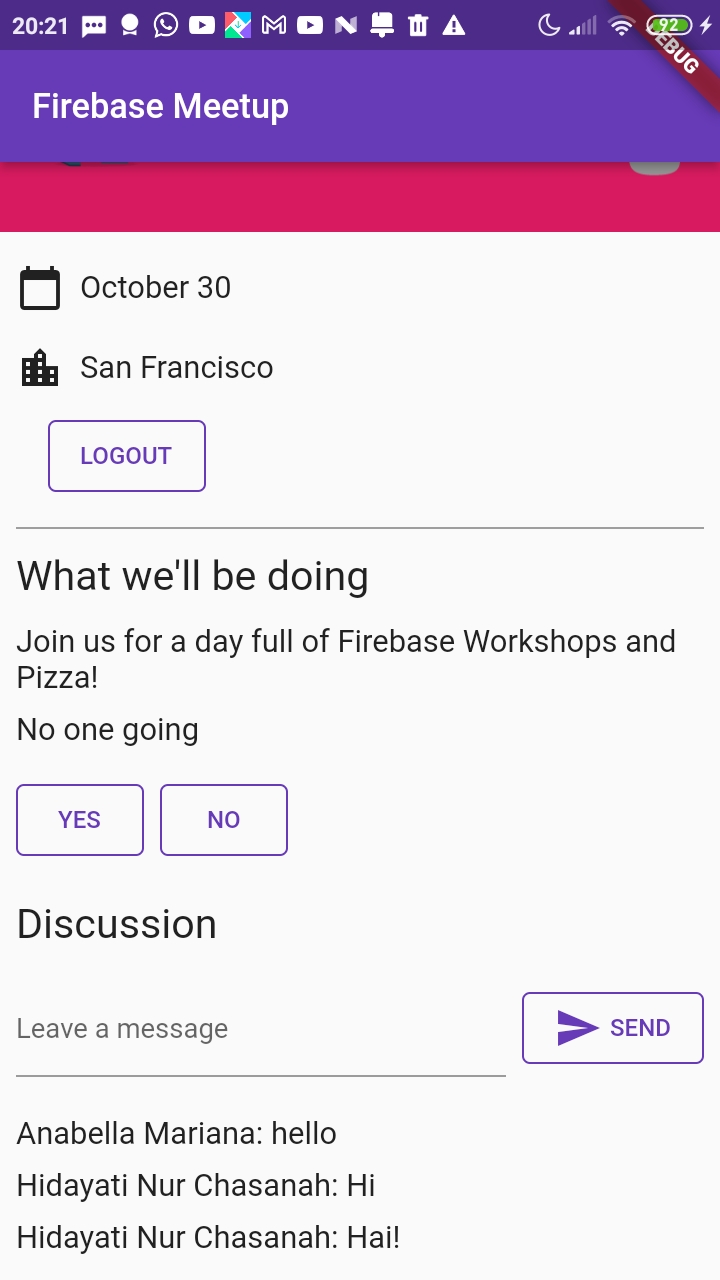 20:21
92
DEBUG
Firebase Meetup
October 30
San Francisco
LOGOUT
What we'll be doing
Join us for a day full of Firebase Workshops and
Pizza!
No one going
YES NO
Discussion
Leave a message
SEND
Anabella Mariana: hello
Hidayati Nur Chasanah: Hi
Hidayati Nur Chasanah: Hai!